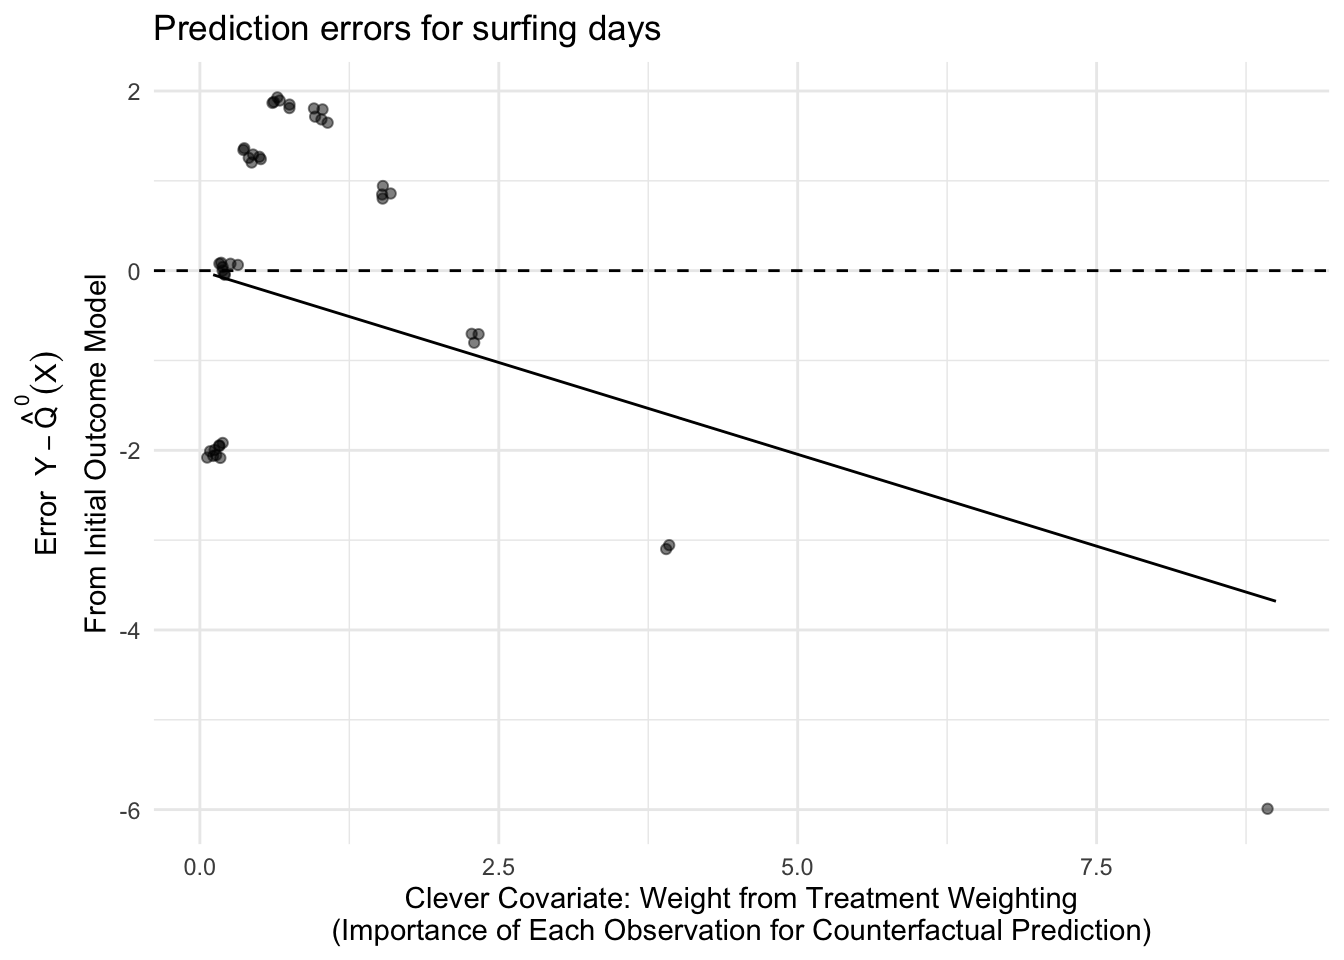 Prediction errors for surfing days
Error Y − Q̂⁰(X)
From Initial Outcome Model
2
0
-2
-4
-6
0.0
2.5
5.0
7.5
Clever Covariate: Weight from Treatment Weighting
(Importance of Each Observation for Counterfactual Prediction)